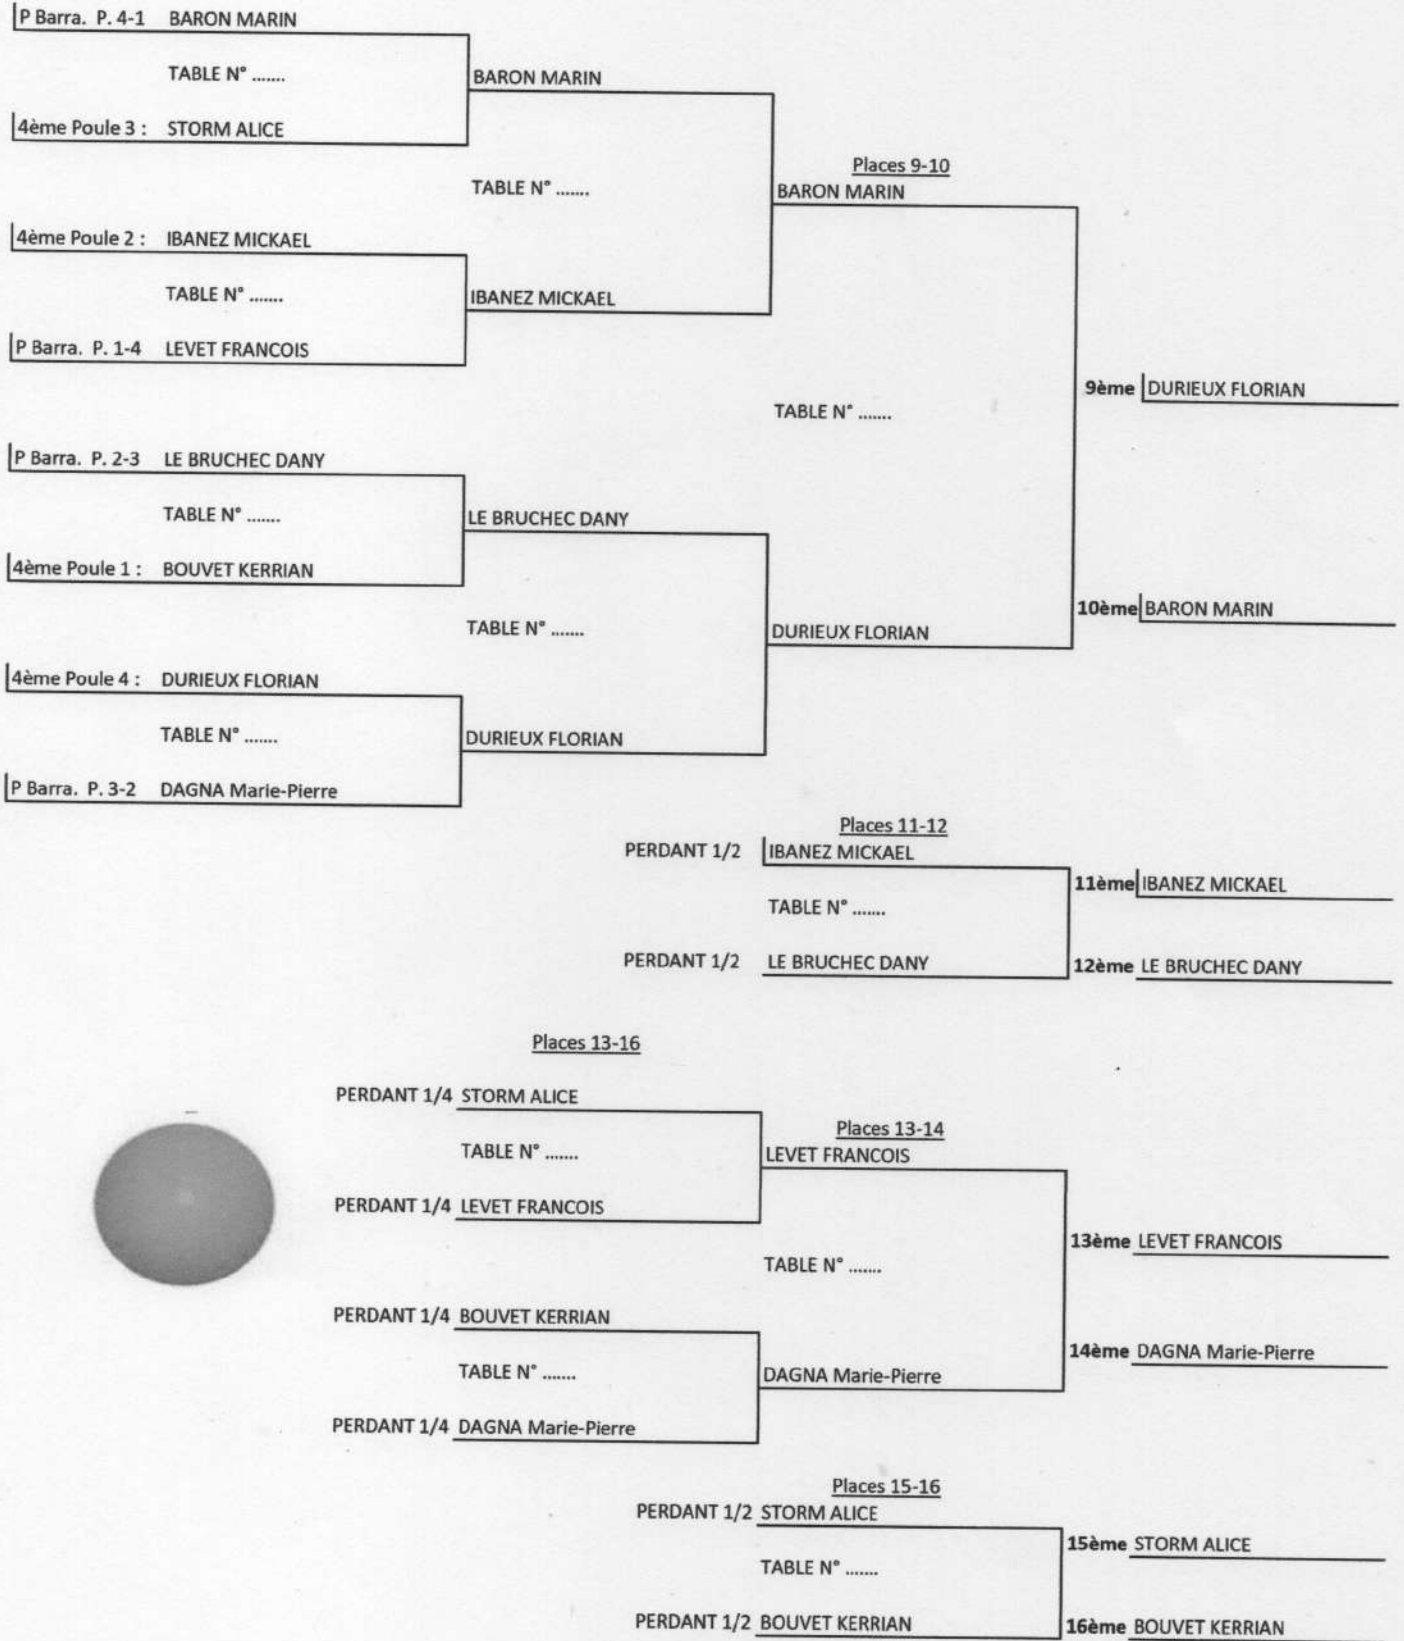 P Barra. P. 4-1 BARON MARIN
TABLE N° .......
BARON MARIN
4ème Poule 3 : STORM ALICE
Places 9-10
TABLE N° .......
BARON MARIN
4ème Poule 2 : IBANEZ MICKAEL
TABLE N° .......
IBANEZ MICKAEL
P Barra. P. 1-4 LEVET FRANCOIS
9ème DURIEUX FLORIAN
TABLE N° .......
P Barra. P. 2-3 LE BRUCHEC DANY
TABLE N° .......
LE BRUCHEC DANY
4ème Poule 1 : BOUVET KERRIAN
10ème BARON MARIN
TABLE N° .......
DURIEUX FLORIAN
4ème Poule 4 : DURIEUX FLORIAN
TABLE N° .......
DURIEUX FLORIAN
P Barra. P. 3-2 DAGNA Marie-Pierre
Places 11-12
PERDANT 1/2 IBANEZ MICKAEL
11ème IBANEZ MICKAEL
TABLE N° .......
PERDANT 1/2 LE BRUCHEC DANY
12ème LE BRUCHEC DANY
Places 13-16
PERDANT 1/4 STORM ALICE
Places 13-14
TABLE N° .......
LEVET FRANCOIS
PERDANT 1/4 LEVET FRANCOIS
13ème LEVET FRANCOIS
TABLE N° .......
PERDANT 1/4 BOUVET KERRIAN
14ème DAGNA Marie-Pierre
TABLE N° .......
DAGNA Marie-Pierre
PERDANT 1/4 DAGNA Marie-Pierre
Places 15-16
PERDANT 1/2 STORM ALICE
15ème STORM ALICE
TABLE N° .......
PERDANT 1/2 BOUVET KERRIAN
16ème BOUVET KERRIAN